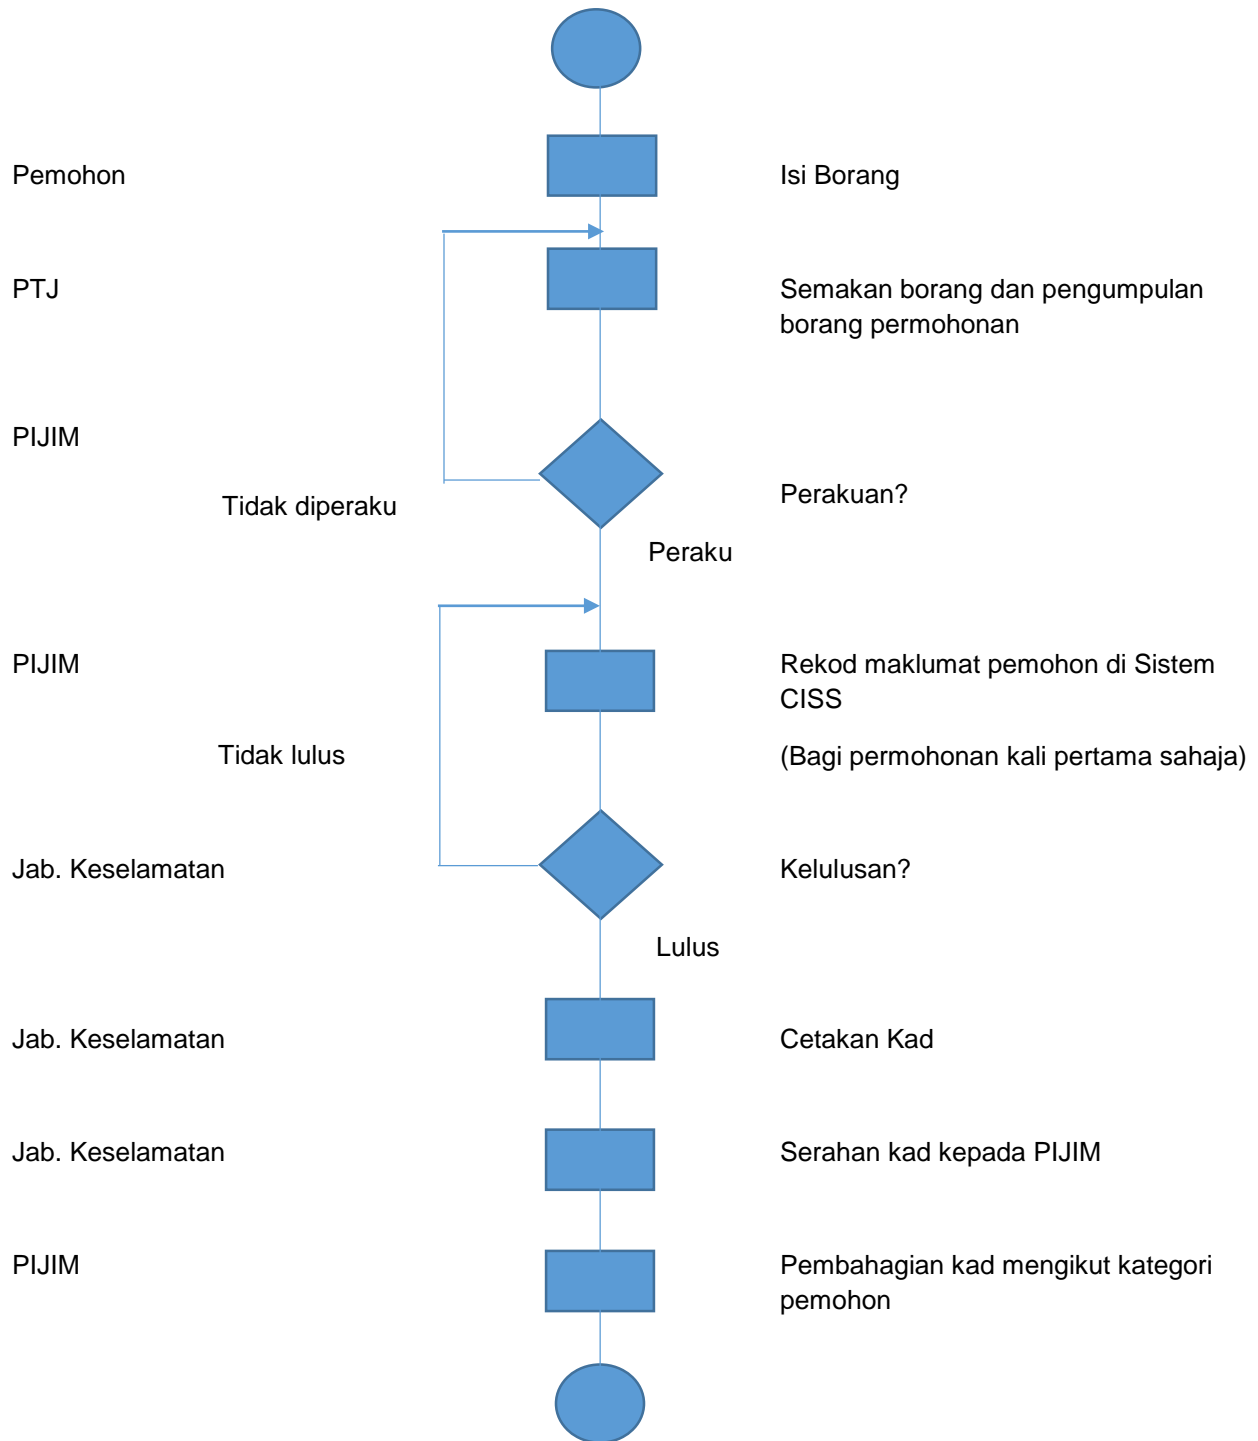 Pemohon
Isi Borang
PTJ
Semakan borang dan pengumpulan
borang permohonan
PIJIM
Tidak diperaku
Perakuan?
Peraku
PIJIM
Rekod maklumat pemohon di Sistem
CISS
Tidak lulus
(Bagi permohonan kali pertama sahaja)
Jab. Keselamatan
Kelulusan?
Lulus
Jab. Keselamatan
Cetakan Kad
Jab. Keselamatan
Serahan kad kepada PIJIM
PIJIM
Pembahagian kad mengikut kategori
pemohon